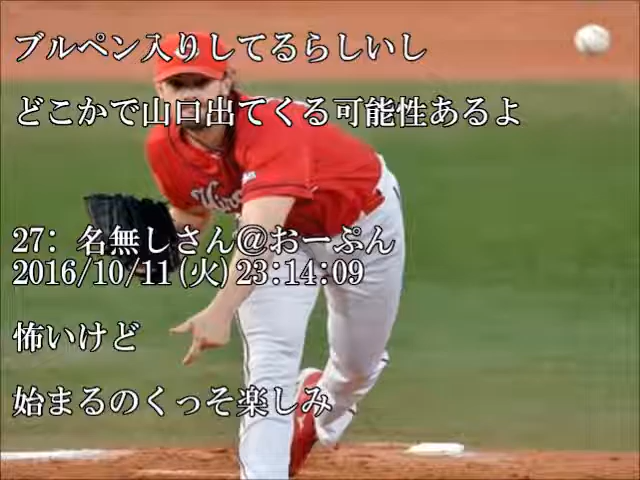 ブルペン入りしてるらしいし
どこかで山口出てくる可能性あるよ
27: 名無しさん@おーぷん
2016/10/11(火)23:14:09
怖いけど
始まるのくっそ楽しみ